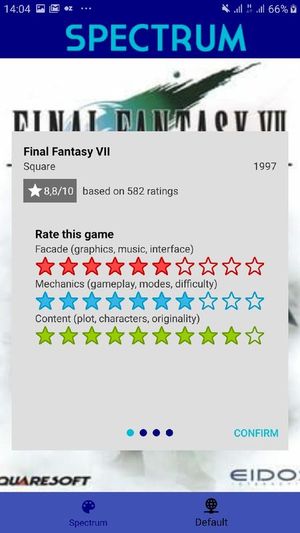 14:04 66%
SPECTRUM
FINAL FANTASY VII
Final Fantasy VII
Square 1997
8,8/10 based on 582 ratings
Rate this game
Facade (graphics, music, interface)
Mechanics (gameplay, modes, difficulty)
Content (plot, characters, originality)
CONFIRM
QUARESOFT EIDOS
Spectrum Default